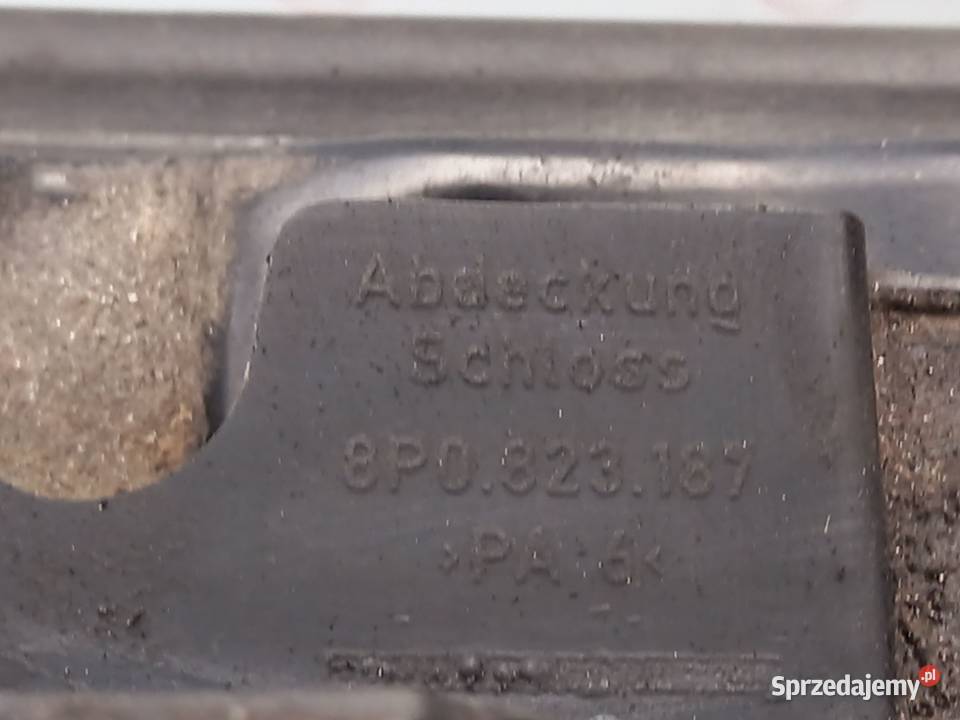 Abdeckung
Schloss
8P0.823.187
>PA 6<
Sprzedajemy.pl